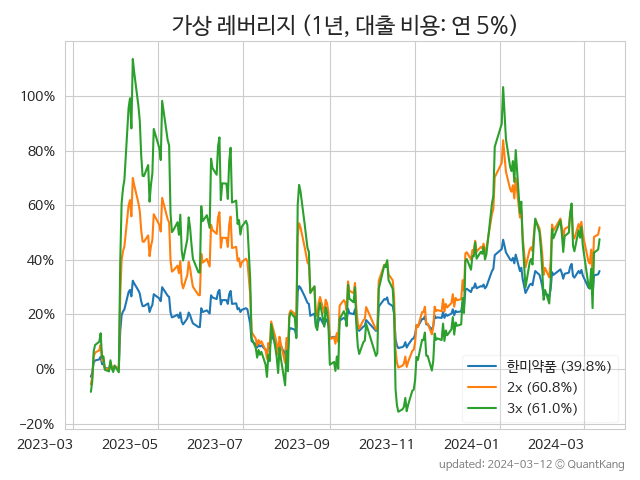 가상 레버리지 (1년, 대출 비용: 연 5%)
100%
80%
60%
40%
20%
0%
−20%
2023-03
2023-05
2023-07
2023-09
2023-11
2024-01
2024-03
한미약품 (39.8%)
2x (60.8%)
3x (61.0%)
updated: 2024-03-12 © QuantKang